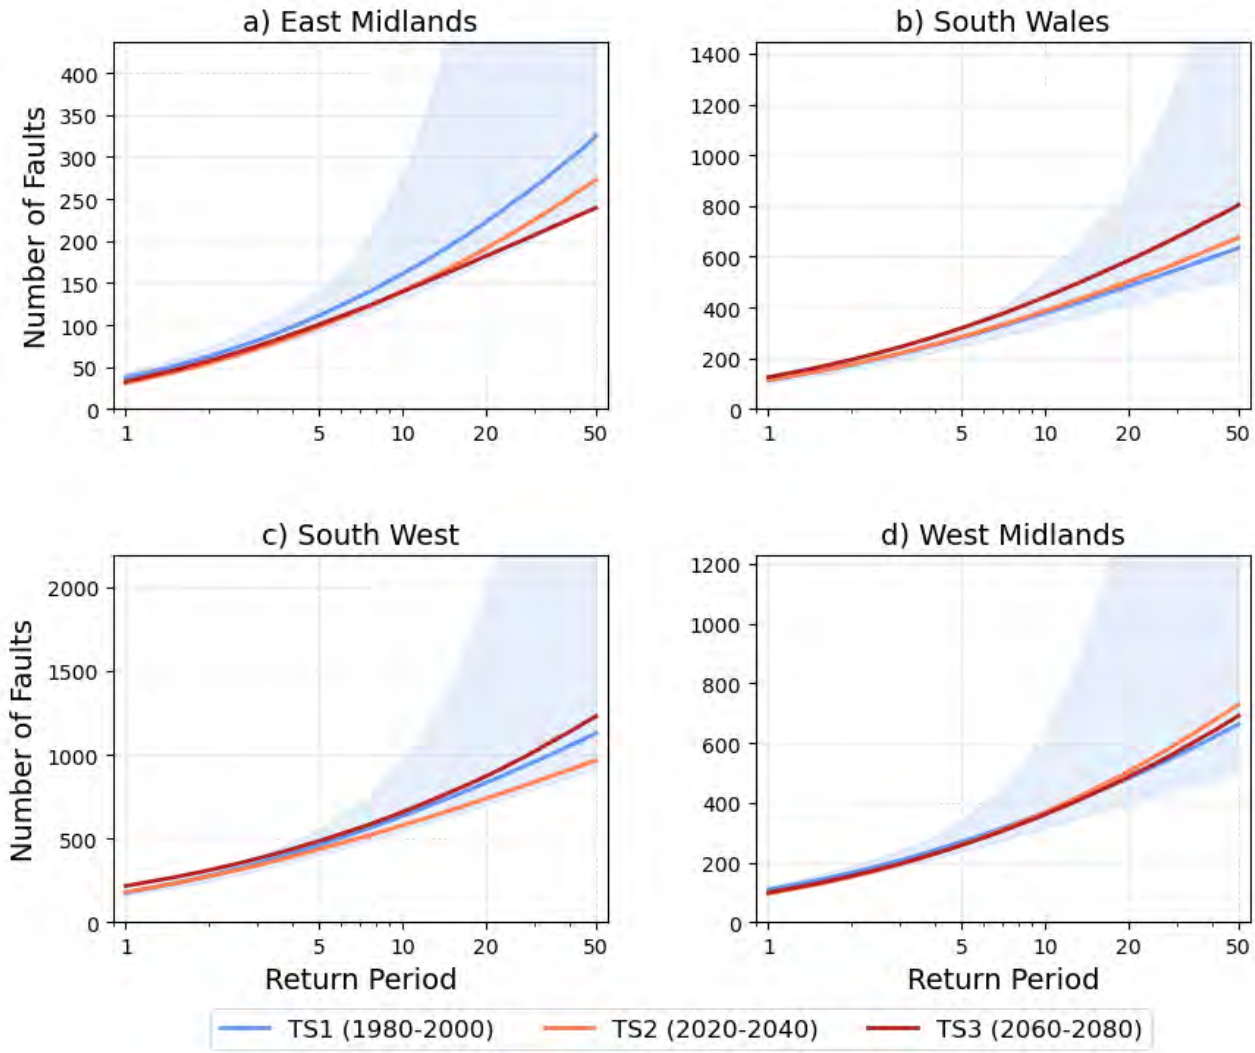 a) East Midlands
Number of Faults
400
350
300
250
200
150
100
50
0
1 5 10 20 50
b) South Wales
1400
1200
1000
800
600
400
200
0
1 5 10 20 50
c) South West
Number of Faults
2000
1500
1000
500
0
1 5 10 20 50
Return Period
d) West Midlands
1200
1000
800
600
400
200
0
1 5 10 20 50
Return Period
TS1 (1980-2000) TS2 (2020-2040) TS3 (2060-2080)